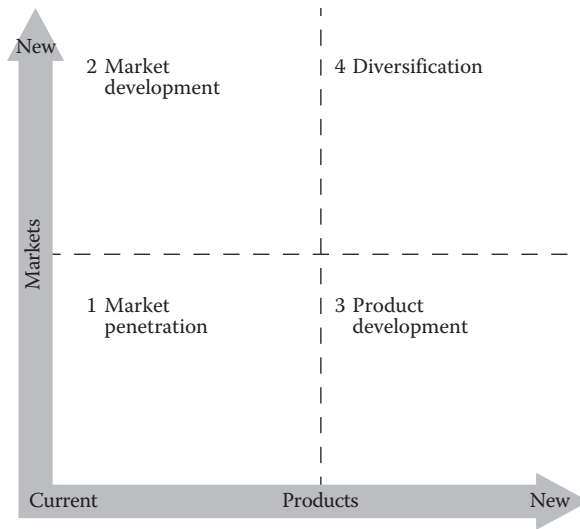 New
2 Market
development
4 Diversification
Markets
1 Market
penetration
3 Product
development
Current
Products
New